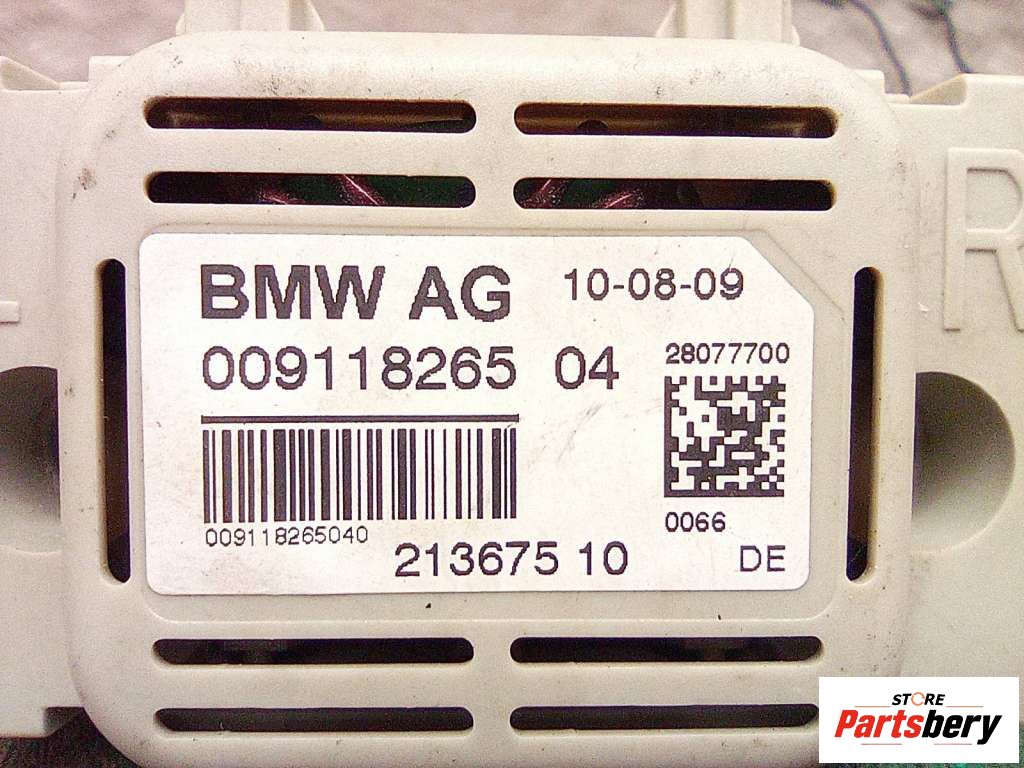 BMW AG 10-08-09
009118265 04
28077700
009118265040
0066
213675 10
DE
R
STORE
Partsbery